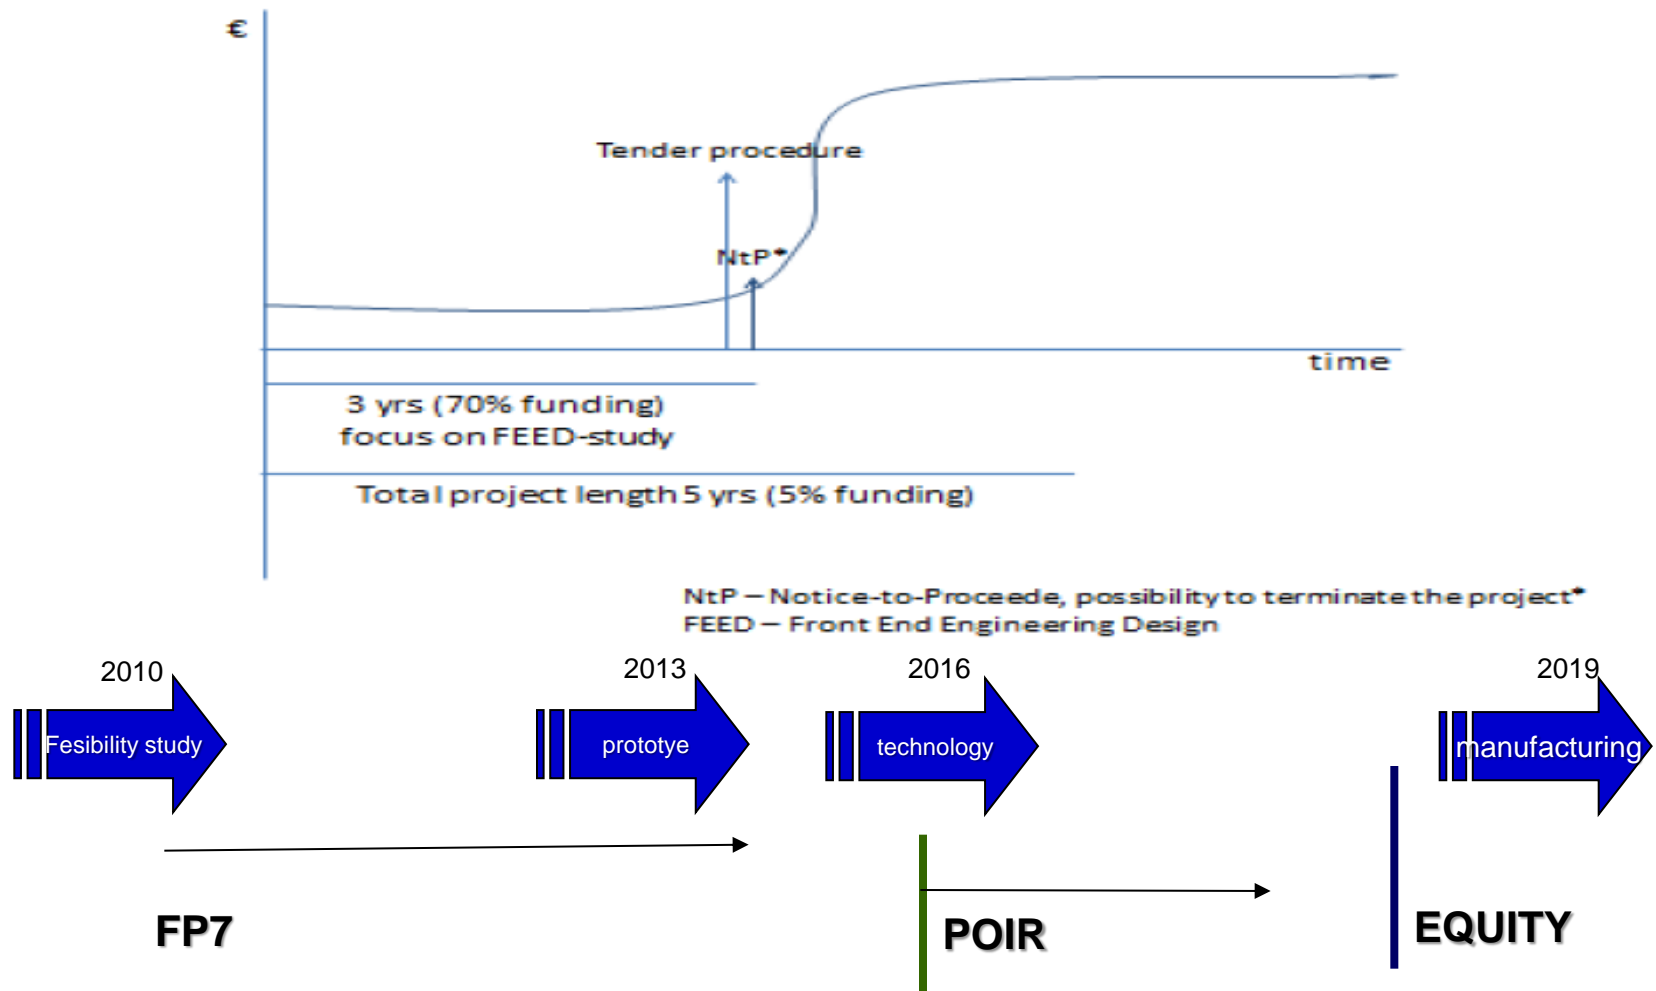 €
Tender procedure
NtP*
time
3 yrs (70% funding)
focus on FEED-study
Total project length 5 yrs (5% funding)
NtP – Notice-to-Proceede, possibility to terminate the project*
FEED – Front End Engineering Design
2010
2013
2016
2019
Fesibility study
prototye
technology
manufacturing
FP7
POIR
EQUITY